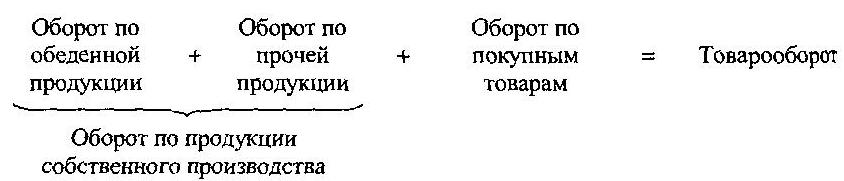 Оборот по обеденной продукции + Оборот по прочей продукции + Оборот по покупным товарам = Товарооборот
Оборот по продукции
собственного производства